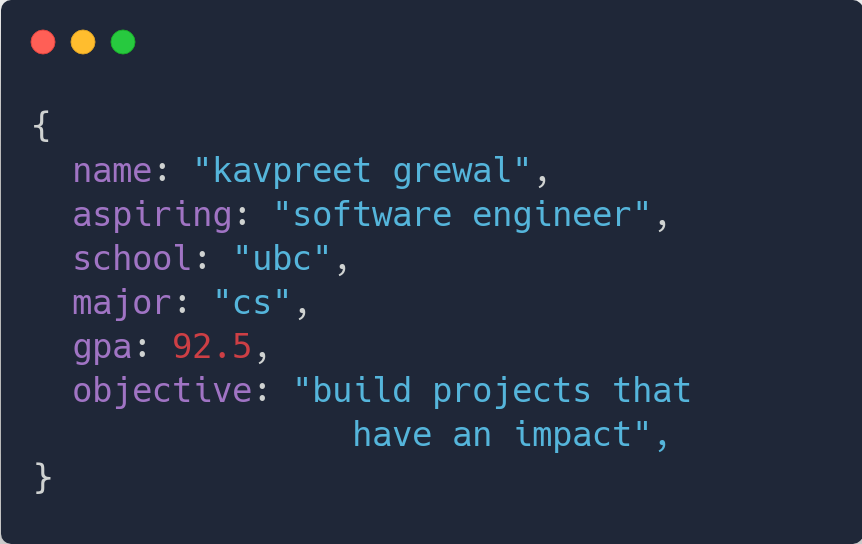 {
  name: "kavpreet grewal",
  aspiring: "software engineer",
  school: "ubc",
  major: "cs",
  gpa: 92.5,
  objective: "build projects that
                have an impact",
}